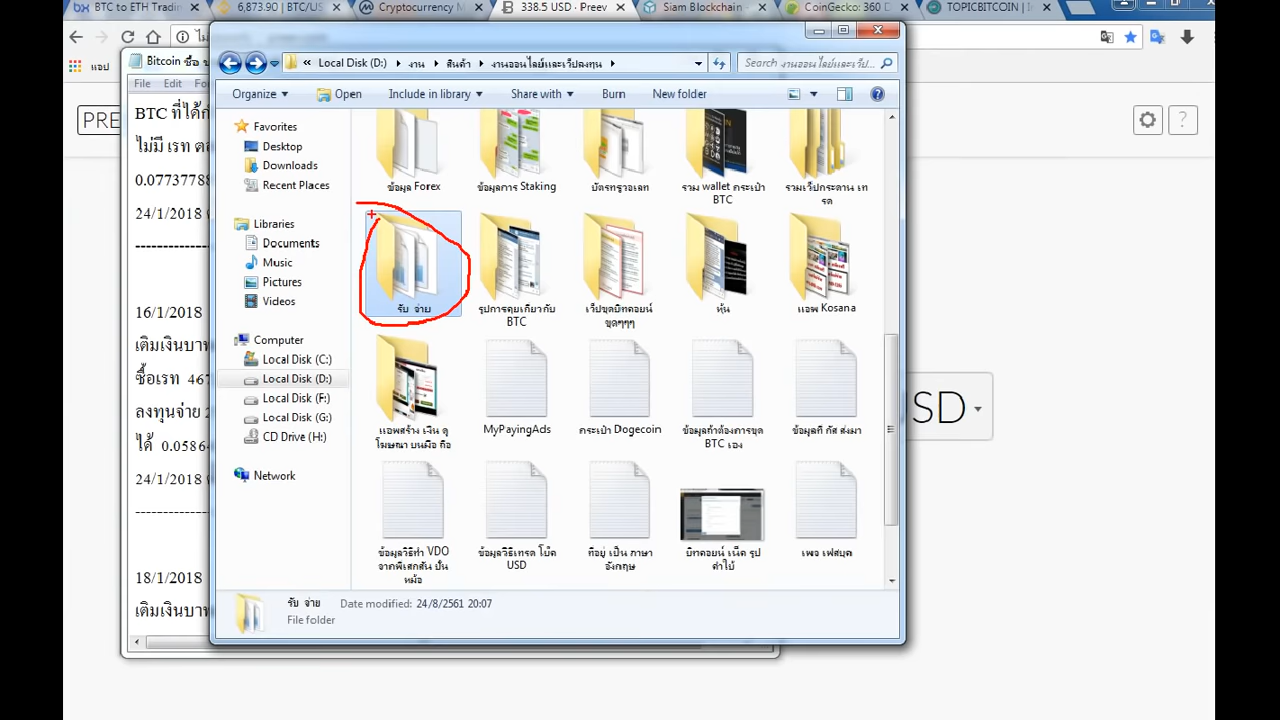 BTC to ETH Tradin
6,873.90 | BTC/US
Cryptocurrency M
338.5 USD - Preev
Siam Blockchain -
CoinGecko: 360 D
TOPICBITCOIN | In
แอป
PRE
Bitcoin ซื้อ
File Edit
BTC ที่ได้
ไม่มี เรท
0.0773778
24/1/2018
16/1/2018
เติมเงินบา
ซื้อเรท 46
ลงทุนจ่าย 2
ได้ 0.0586
24/1/2018
18/1/2018
เติมเงินบา
Local Disk (D:) งาน สินค้า งานออนไลย์และเว็ปลงทุน
Search งานออนไลย์และเว็ป...
Organize Open Include in library Share with Burn New folder
Favorites
Desktop
Downloads
Recent Places
Libraries
Documents
Music
Pictures
Videos
Computer
Local Disk (C:)
Local Disk (D:)
Local Disk (F:)
Local Disk (G:)
CD Drive (H:)
Network
ข้อมูล Forex
ข้อมูลการ Staking
บัตรทรูวอเลท
รวม wallet กระเป๋า
BTC
รวมเว็ปกระดาน เท
รด
รับ จ่าย
รูปการคุยเกี่ยวกับ
BTC
เว็ปขุดบิทคอยน์
ขุดๆๆๆ
หุ้น
แอพ Kosana
แอพสร้าง เงิน ดู
โฆษณา บนมือ ถือ
MyPayingAds
กระเป๋า Dogecoin
ข้อมูลถ้าต้องการขุด
BTC เอง
ข้อมูลที่ กัส ส่งมา
ข้อมูลวิธีทำ VDO
จากพี่เสกสัน ปั้น
หม้อ
ข้อมูลวิธีเทรด โบ๊ต
USD
ที่อยู่ เป็น ภาษา
อังกฤษ
บิทคอยน์ เน็ต รูป
เพจ เฟสบุค
รับ จ่าย Date modified: 24/8/2561 20:07
File folder
SD
?